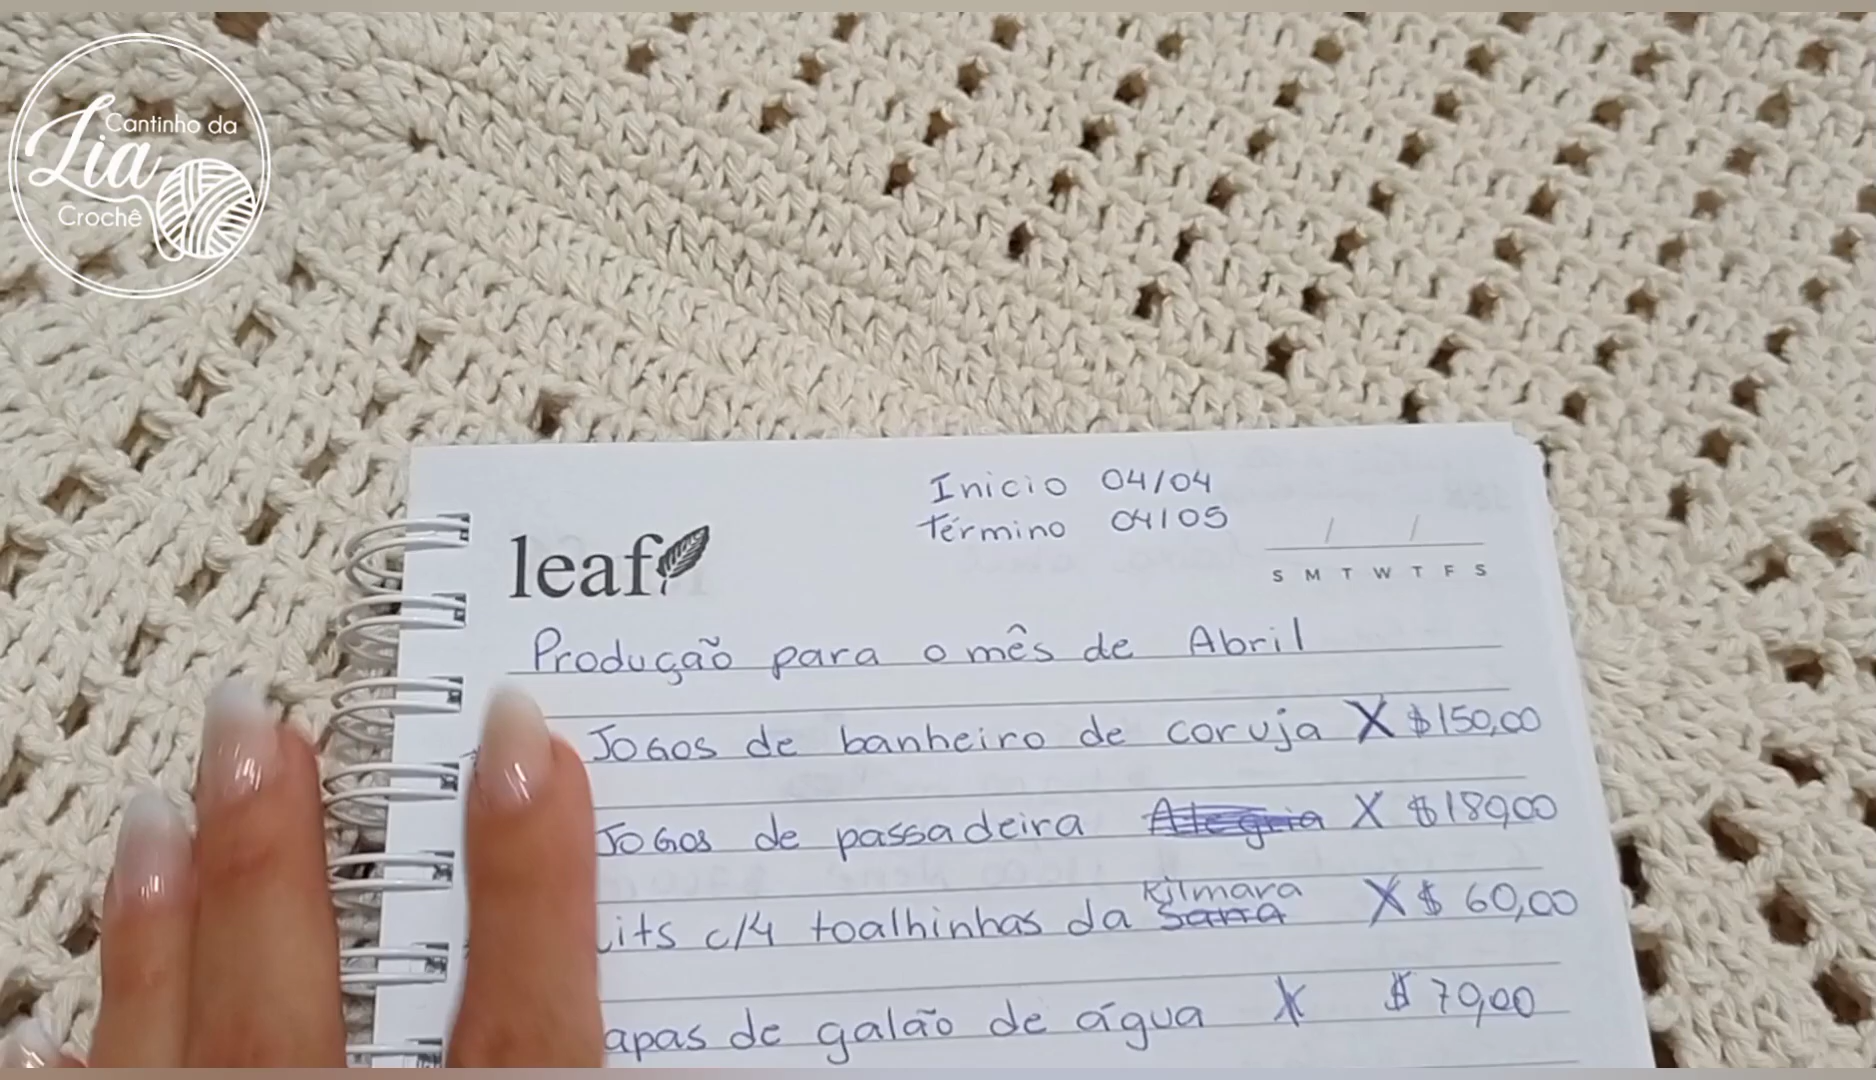 Cantinho da
Lia
Crochê
Inicio 04/04
Término 04/05
leaf
S M T W T F S
Produção para o mês de Abril
Jogos de banheiro de coruja X $150,00
Jogos de passadeira Alegria X $180,00
Kilmara
its c/4 toalhinhas da Sarra X $ 60,00
apas de galão de água X $ 70,00